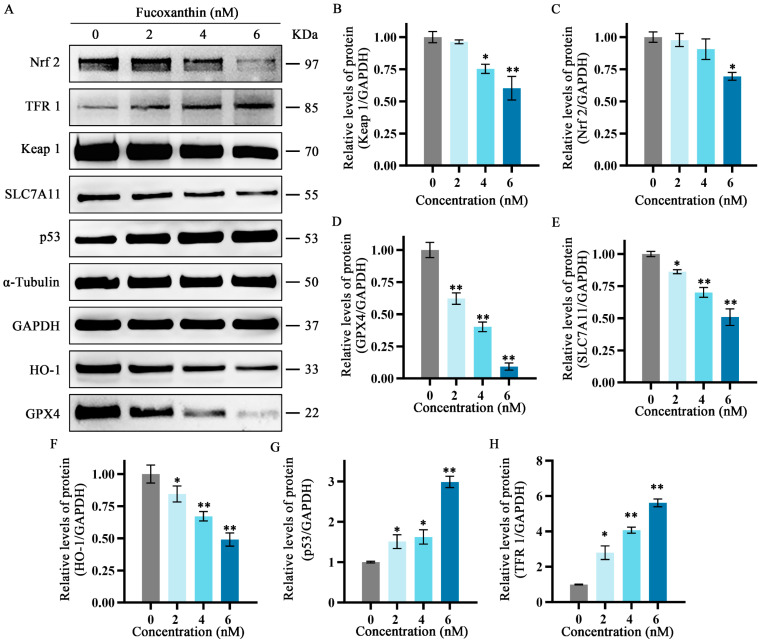 A
Fucoxanthin (nM)
0 2 4 6 KDa
Nrf 2 97
TFR 1 85
Keap 1 70
SLC7A11 55
p53 53
α-Tubulin 50
GAPDH 37
HO-1 33
GPX4 22
B
Relative levels of protein
(Keap 1/GAPDH)
1.00
0.75
0.50
0.25
0.00
* **
0 2 4 6
Concentration (nM)
C
Relative levels of protein
(Nrf 2/GAPDH)
1.00
0.75
0.50
0.25
0.00
*
0 2 4 6
Concentration (nM)
D
Relative levels of protein
(GPX4/GAPDH)
1.00
0.75
0.50
0.25
0.00
** ** **
0 2 4 6
Concentration (nM)
E
Relative levels of protein
(SLC7A11/GAPDH)
1.00
0.75
0.50
0.25
0.00
* ** **
0 2 4 6
Concentration (nM)
F
Relative levels of protein
(HO-1/GAPDH)
1.00
0.75
0.50
0.25
0.00
* ** **
0 2 4 6
Concentration (nM)
G
Relative levels of protein
(p53/GAPDH)
3
2
1
0
* * **
0 2 4 6
Concentration (nM)
H
Relative levels of protein
(TFR 1/GAPDH)
6
4
2
0
* ** **
0 2 4 6
Concentration (nM)